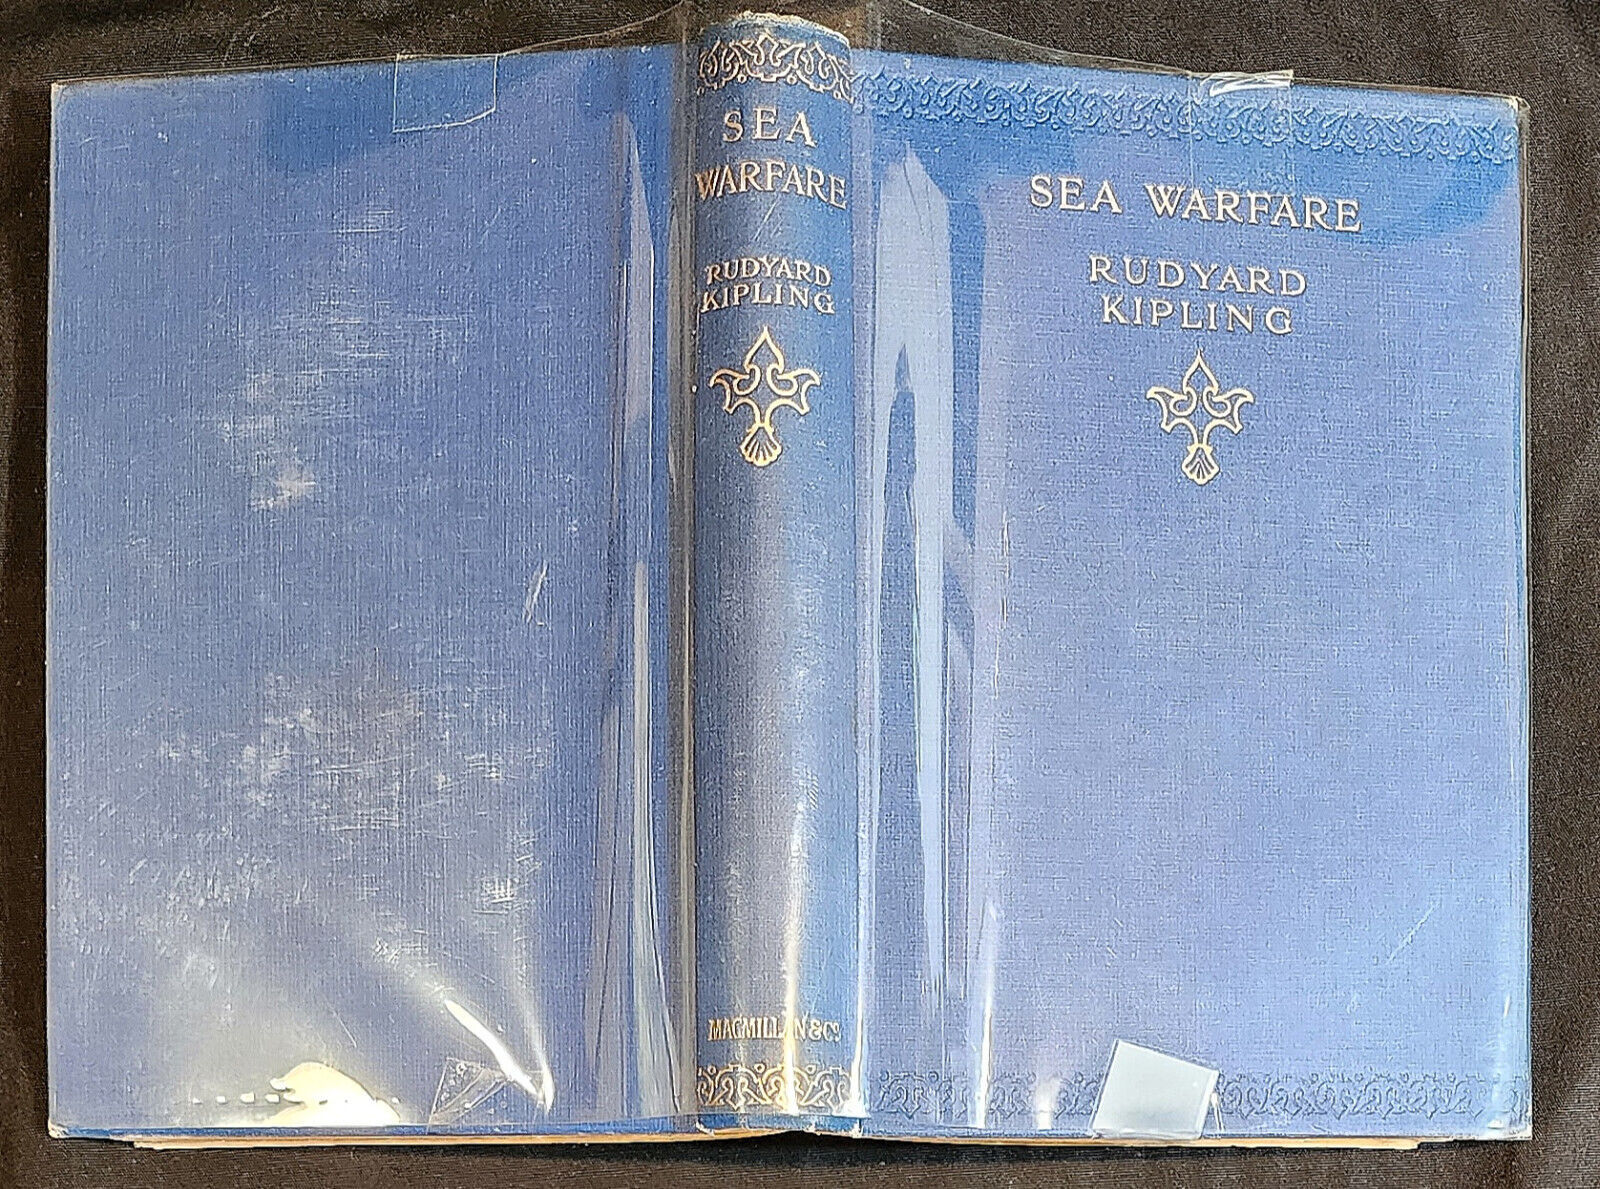 SEA
WARFARE
RUDYARD
KIPLING
MACMILLAN & Co.
SEA WARFARE
RUDYARD
KIPLING